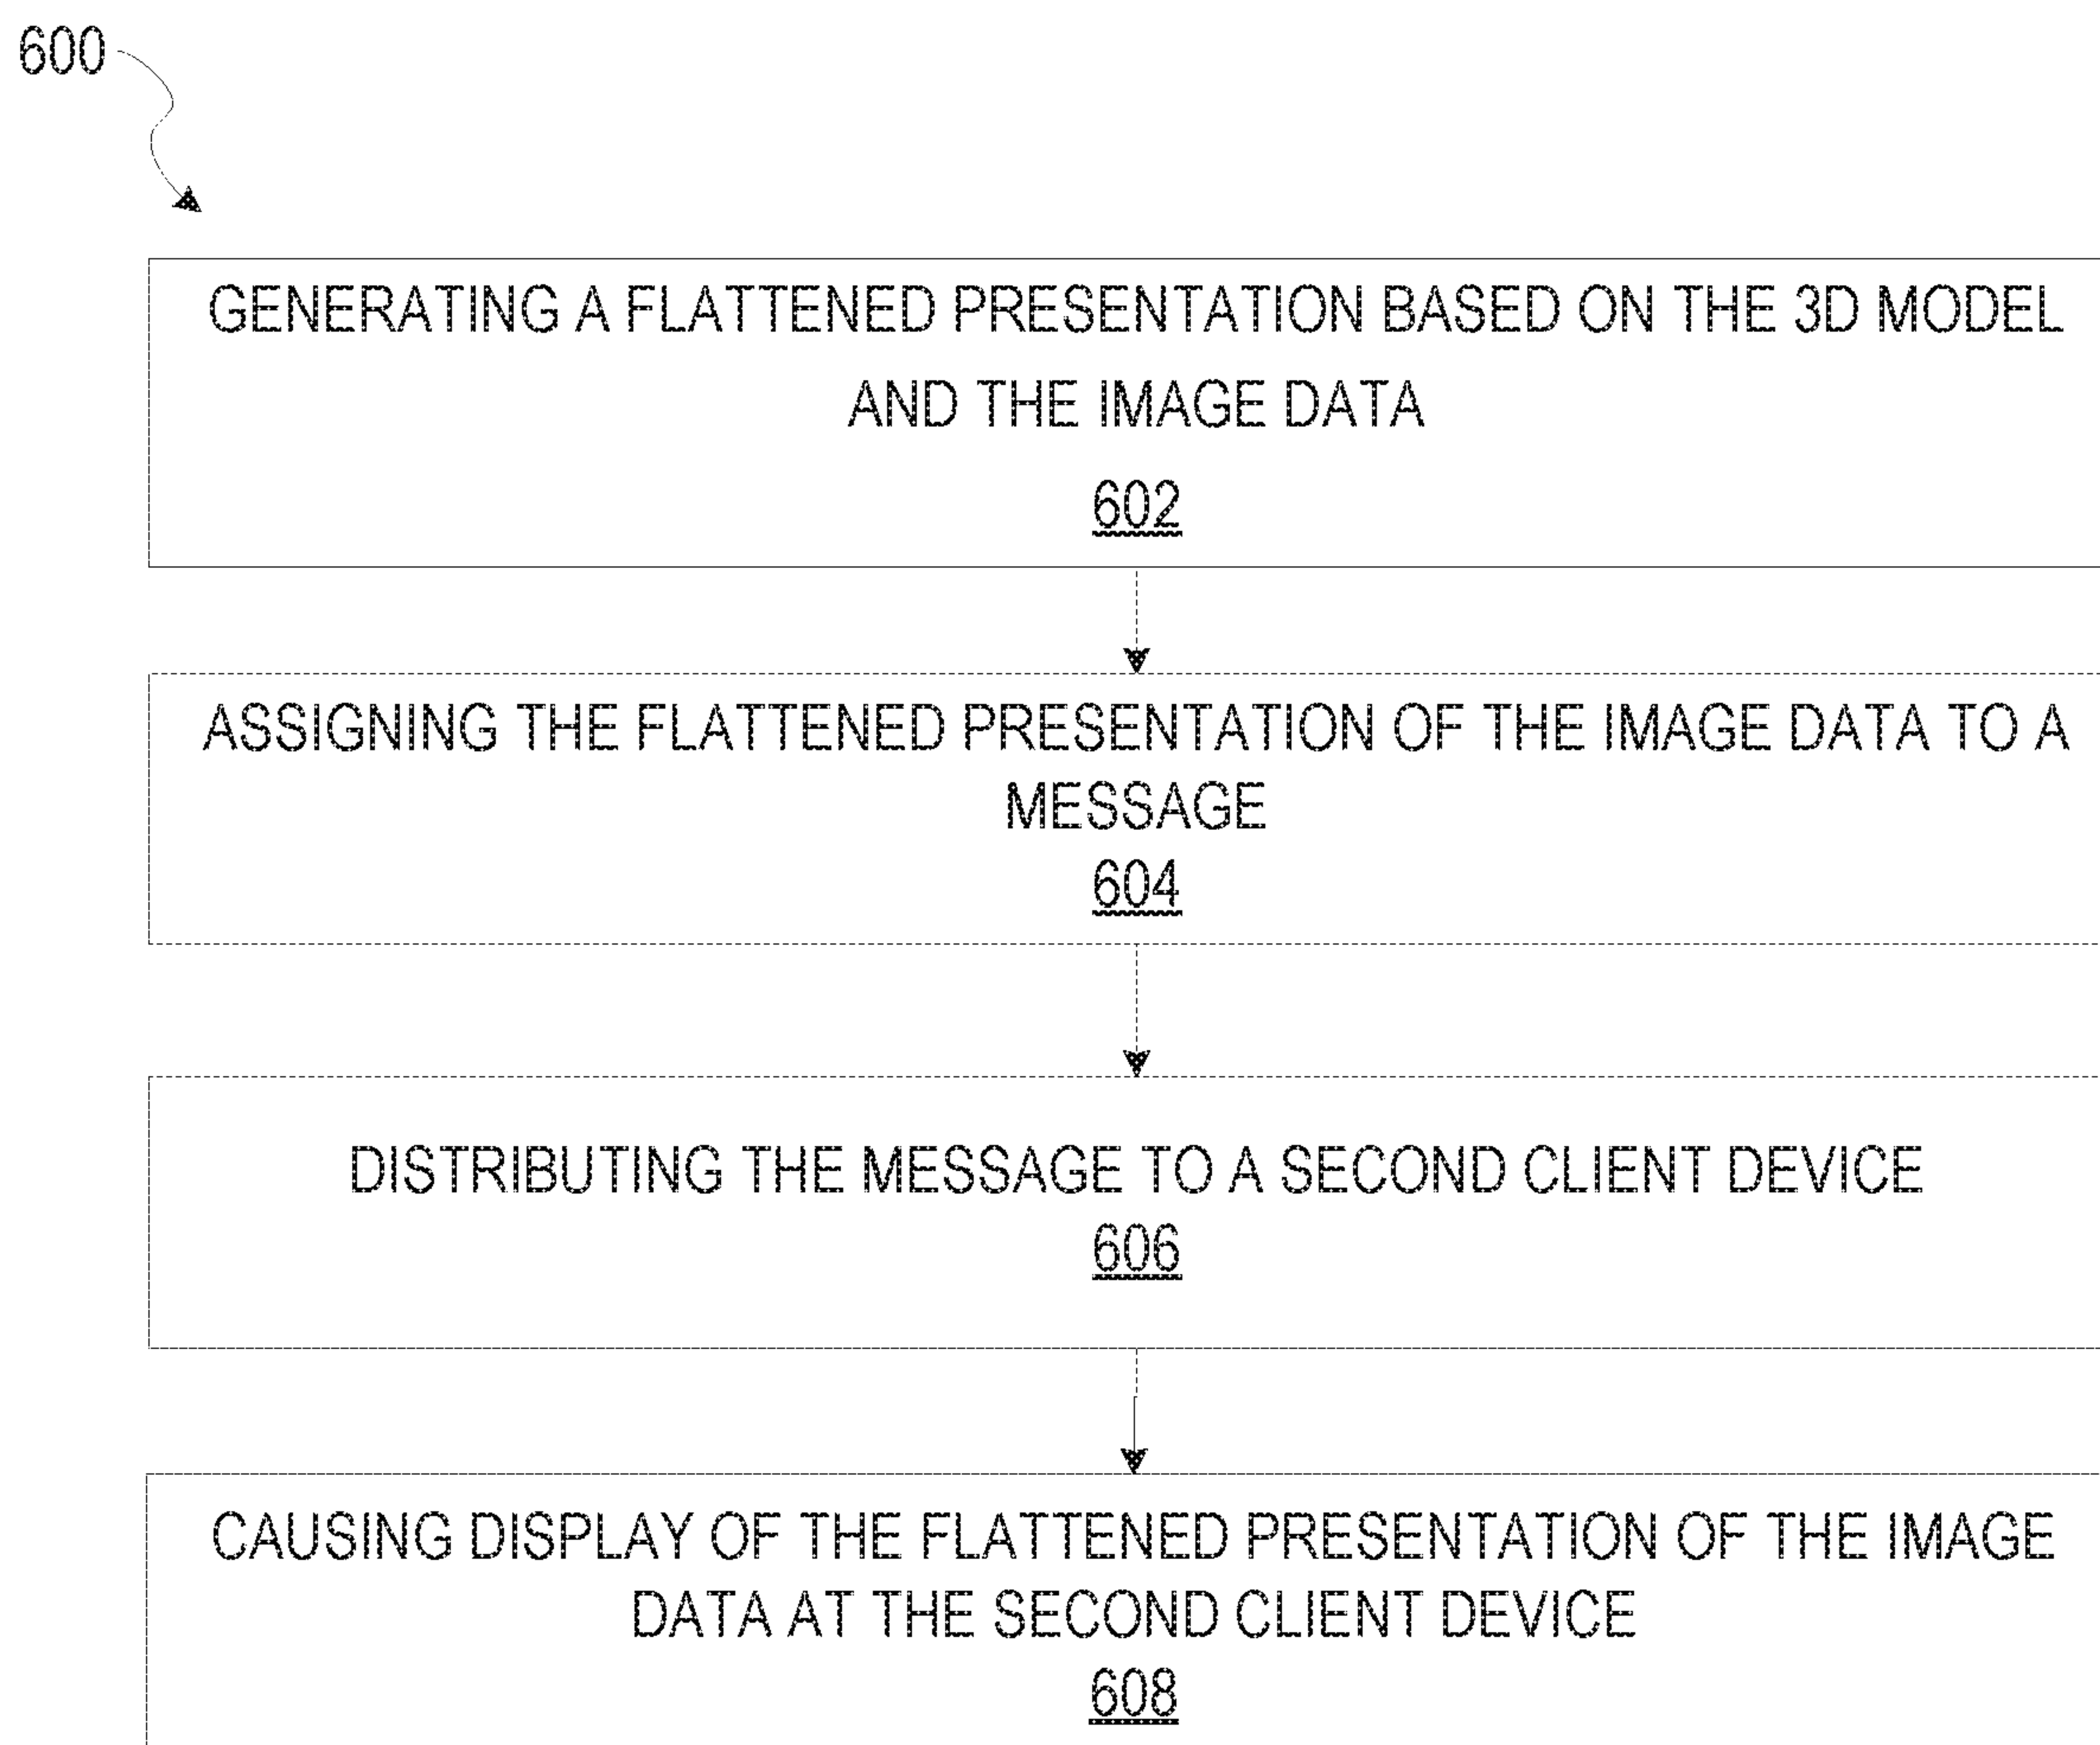 600
GENERATING A FLATTENED PRESENTATION BASED ON THE 3D MODEL
AND THE IMAGE DATA
602
ASSIGNING THE FLATTENED PRESENTATION OF THE IMAGE DATA TO A
MESSAGE
604
DISTRIBUTING THE MESSAGE TO A SECOND CLIENT DEVICE
606
CAUSING DISPLAY OF THE FLATTENED PRESENTATION OF THE IMAGE
DATA AT THE SECOND CLIENT DEVICE
608